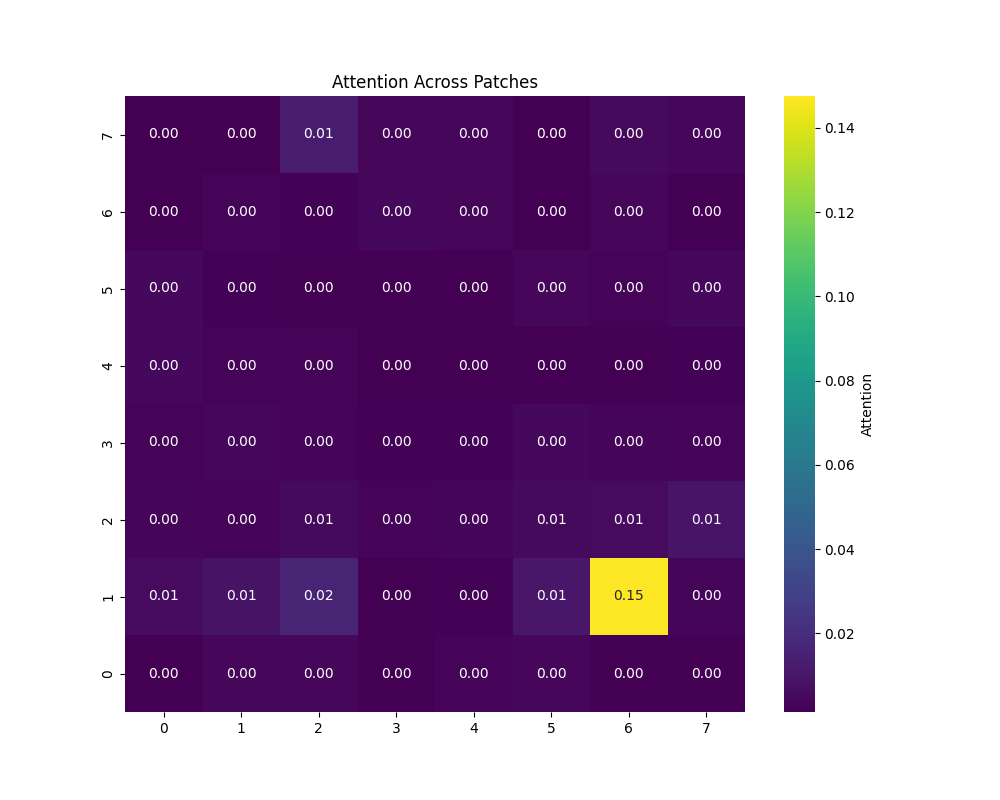 Attention Across Patches
7 0.00 0.00 0.01 0.00 0.00 0.00 0.00 0.00
6 0.00 0.00 0.00 0.00 0.00 0.00 0.00 0.00
5 0.00 0.00 0.00 0.00 0.00 0.00 0.00 0.00
4 0.00 0.00 0.00 0.00 0.00 0.00 0.00 0.00
3 0.00 0.00 0.00 0.00 0.00 0.00 0.00 0.00
2 0.00 0.00 0.01 0.00 0.00 0.01 0.01 0.01
1 0.01 0.01 0.02 0.00 0.00 0.01 0.15 0.00
0 0.00 0.00 0.00 0.00 0.00 0.00 0.00 0.00
0 1 2 3 4 5 6 7
0.14
0.12
0.10
0.08
0.06
0.04
0.02
Attention